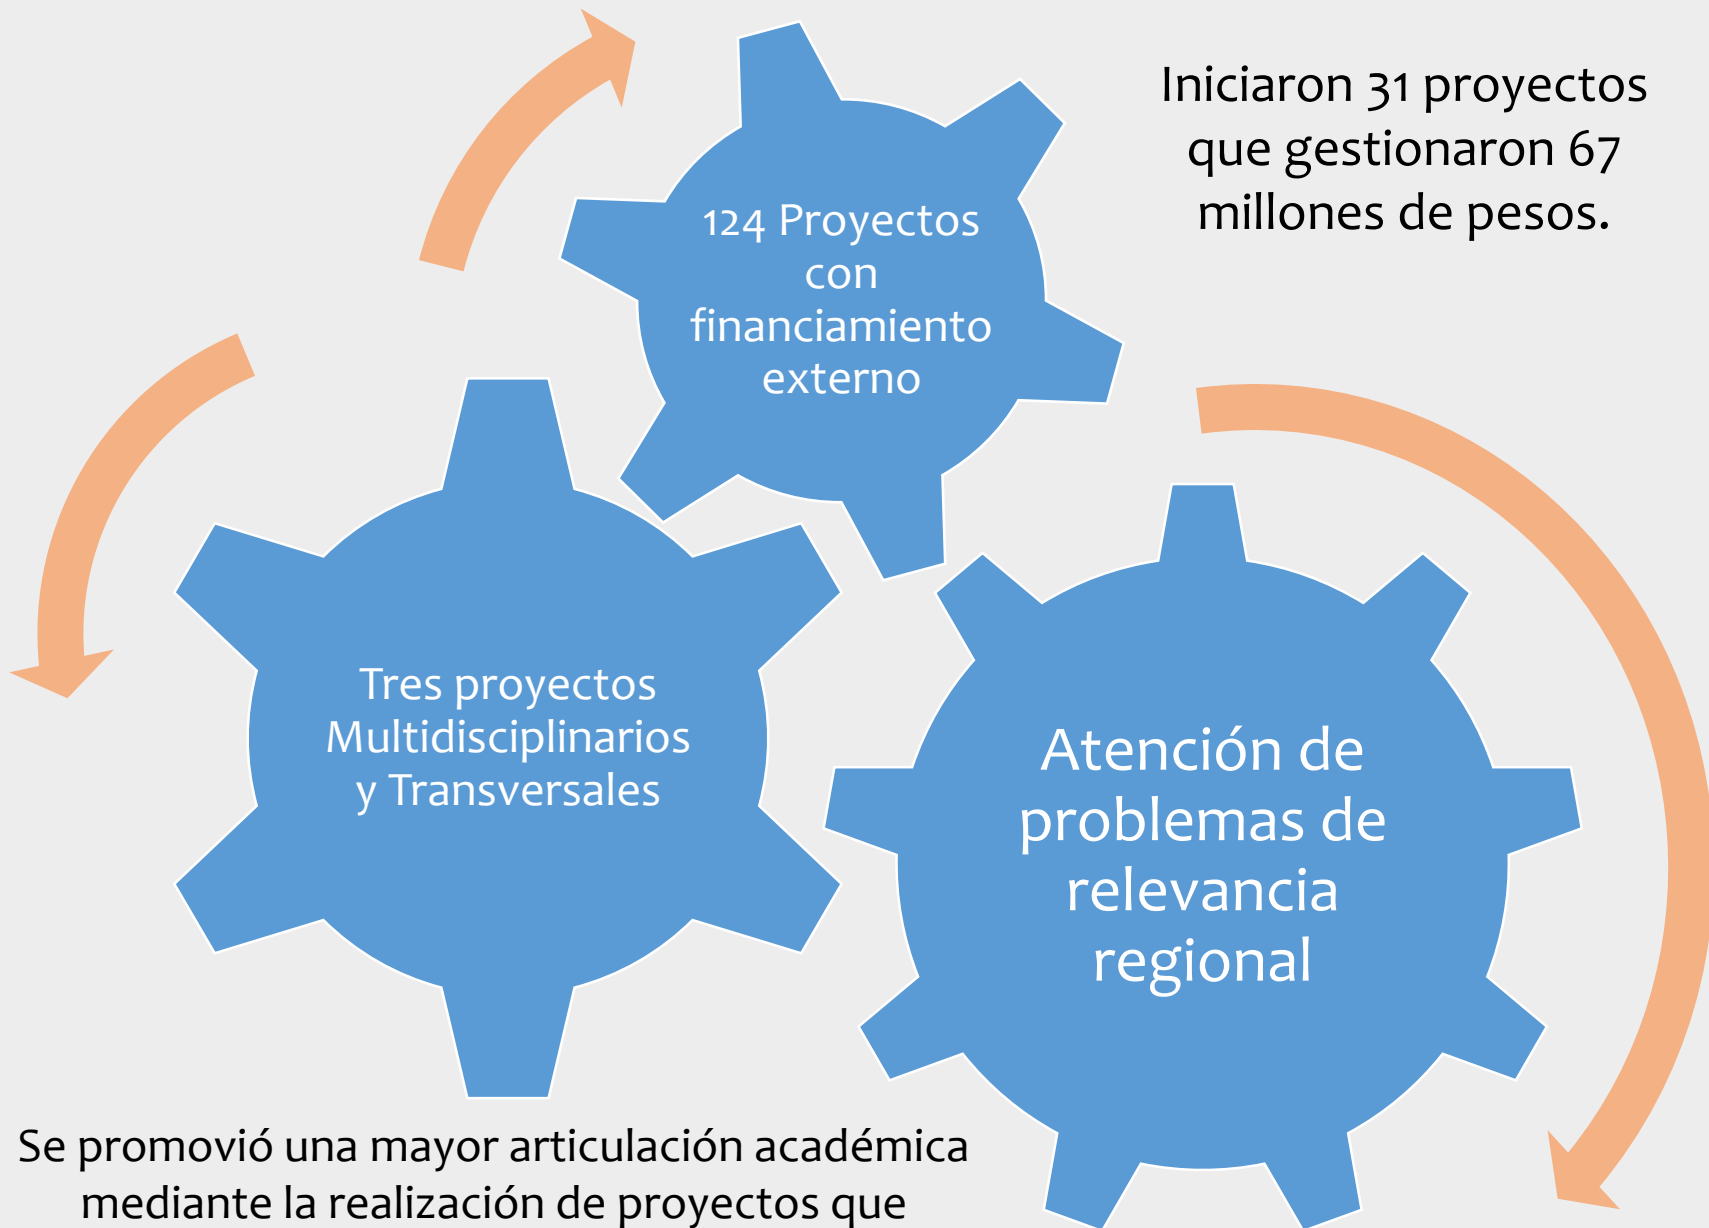 Iniciaron 31 proyectos
que gestionaron 67
millones de pesos.
124 Proyectos
con
financiamiento
externo
Tres proyectos
Multidisciplinarios
y Transversales
Atención de
problemas de
relevancia
regional
Se promovió una mayor articulación académica
mediante la realización de proyectos que